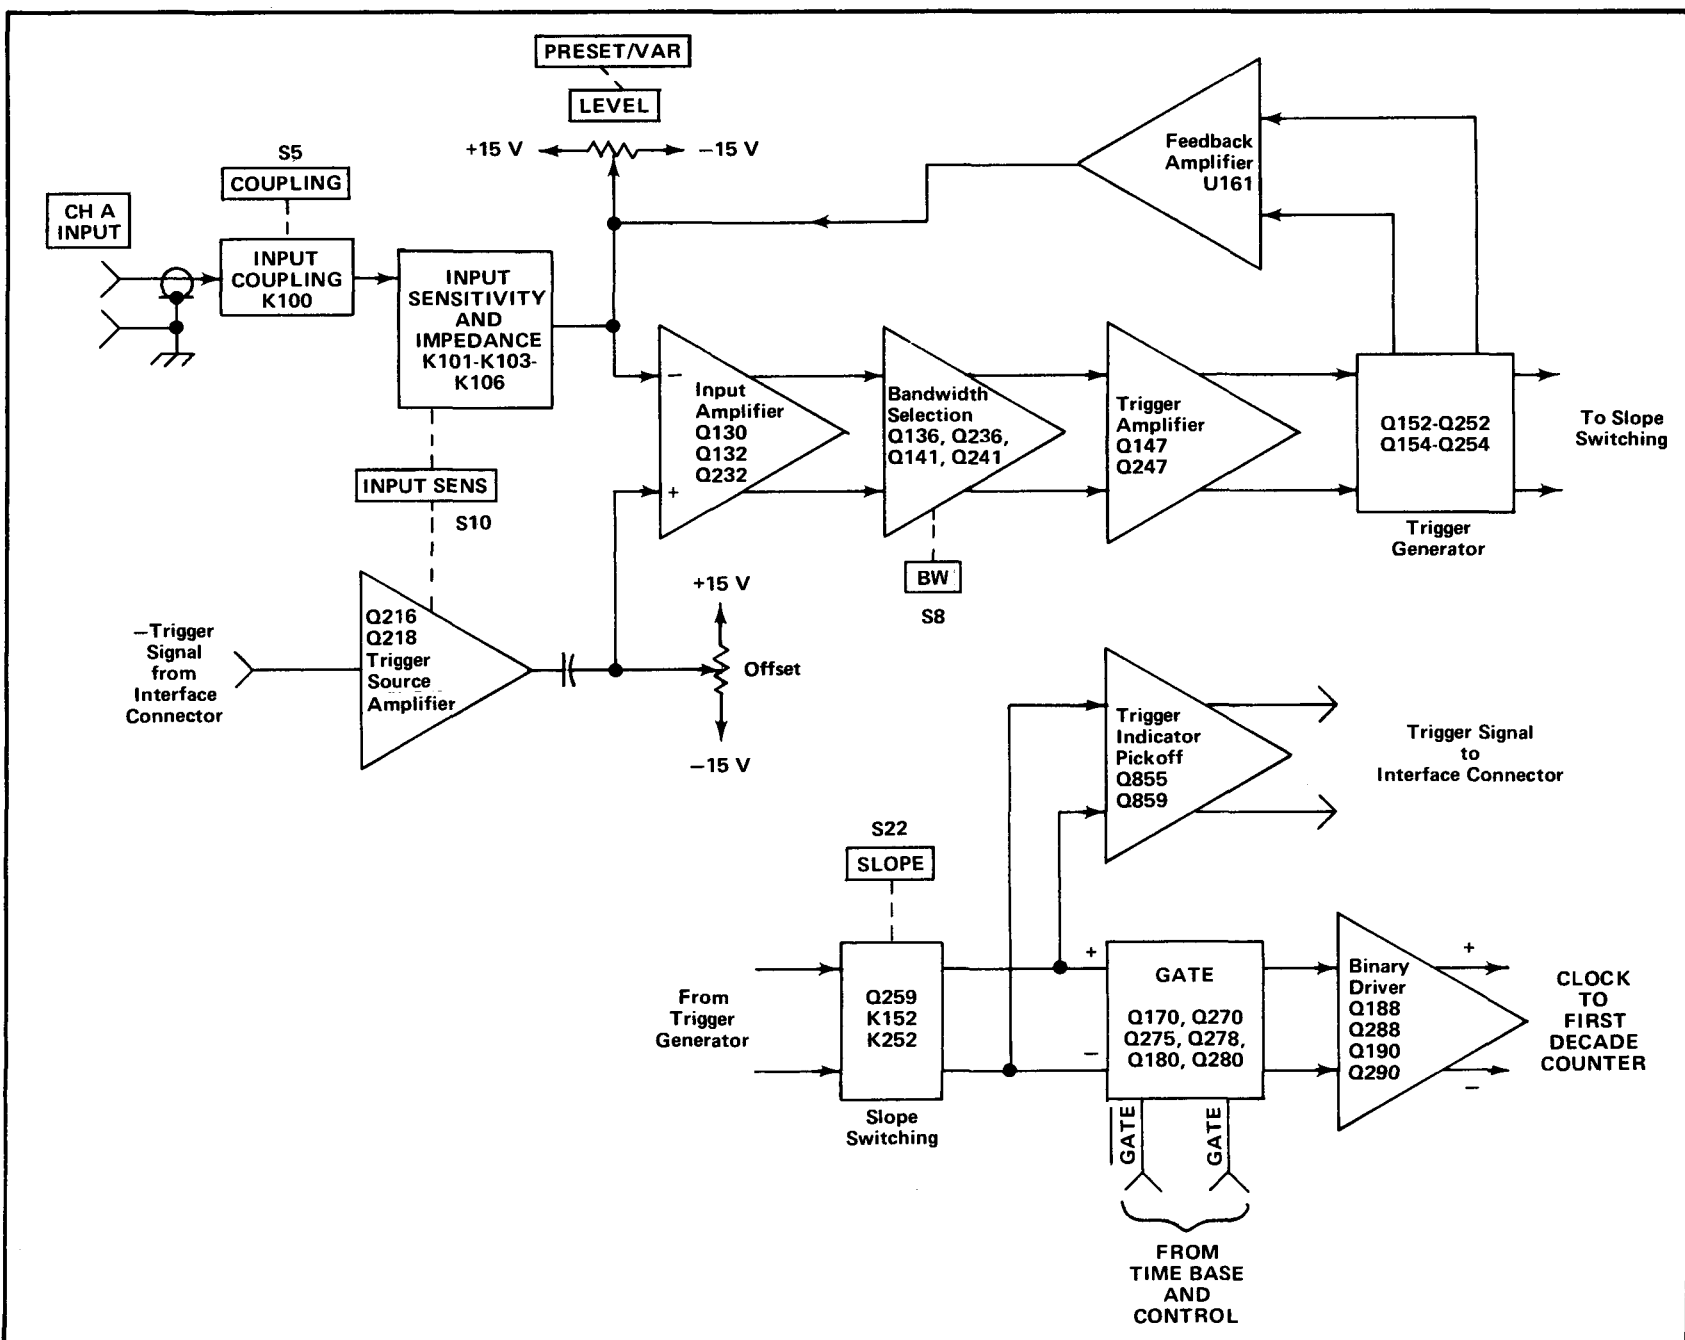 PRESET/VAR
LEVEL
+15 V
−15 V
S5
COUPLING
CH A
INPUT
INPUT
COUPLING
K100
INPUT
SENSITIVITY
AND
IMPEDANCE
K101-K103-
K106
Feedback
Amplifier
U161
−
Input
Amplifier
Q130
Q132
Q232
+
Bandwidth
Selection
Q136, Q236,
Q141, Q241
Trigger
Amplifier
Q147
Q247
Q152-Q252
Q154-Q254
Trigger
Generator
To Slope
Switching
INPUT SENS
S10
BW
S8
−Trigger
Signal
from
Interface
Connector
Q216
Q218
Trigger
Source
Amplifier
+15 V
Offset
−15 V
Trigger
Indicator
Pickoff
Q855
Q859
Trigger Signal
to
Interface Connector
S22
SLOPE
From
Trigger
Generator
Q259
K152
K252
Slope
Switching
+
−
GATE
Q170, Q270
Q275, Q278,
Q180, Q280
GATE
GATE
FROM
TIME BASE
AND
CONTROL
Binary
Driver
Q188
Q288
Q190
Q290
+
−
CLOCK
TO
FIRST
DECADE
COUNTER